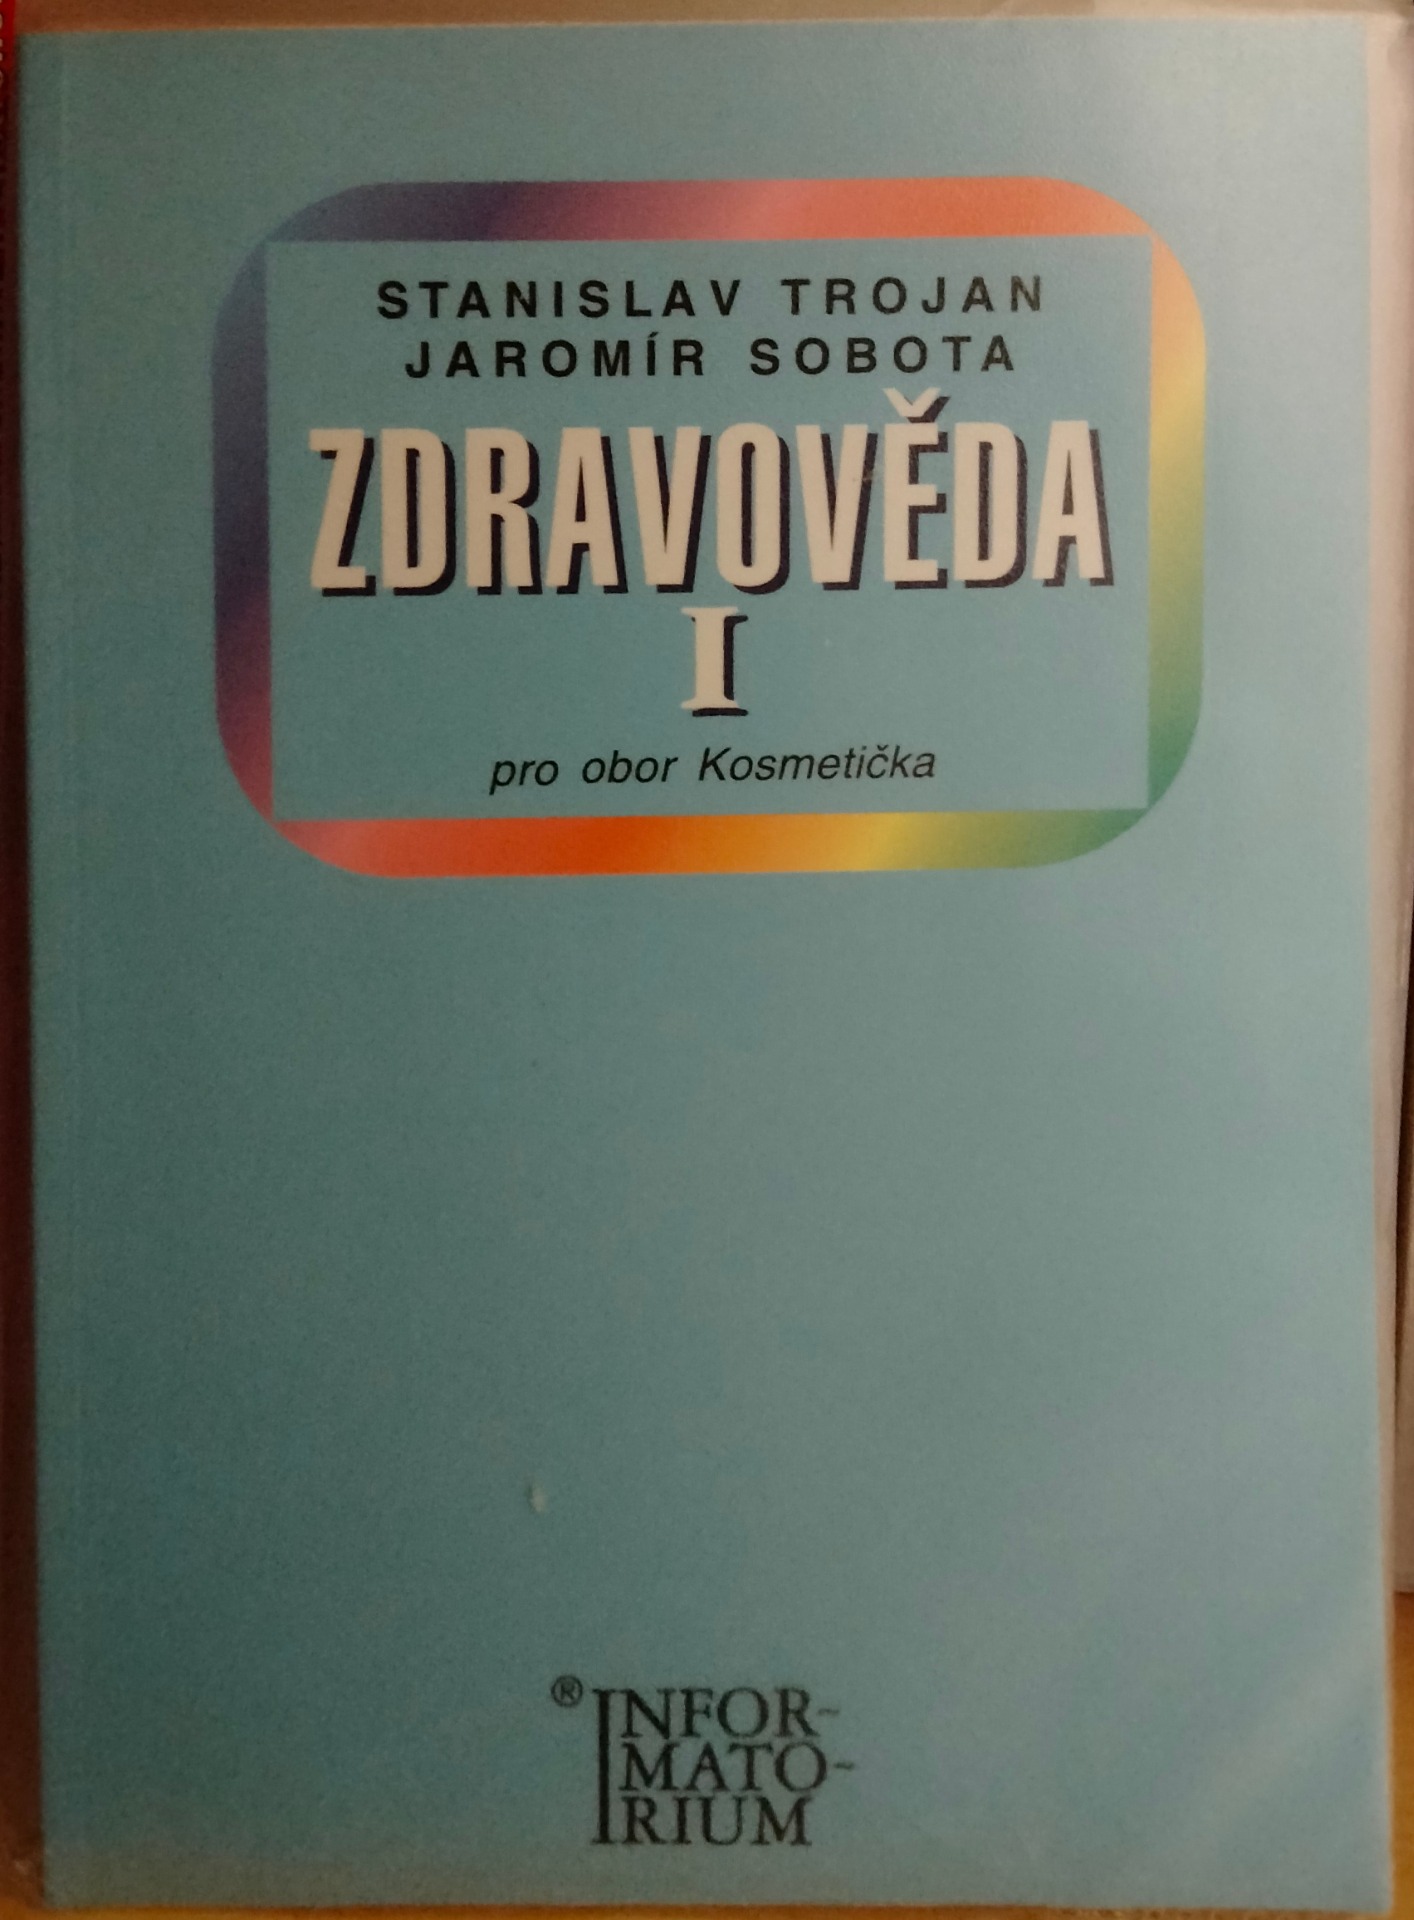 STANISLAV TROJAN
JAROMÍR SOBOTA
ZDRAVOVĚDA
I
pro obor Kosmetička
® INFOR-
MATO-
RIUM